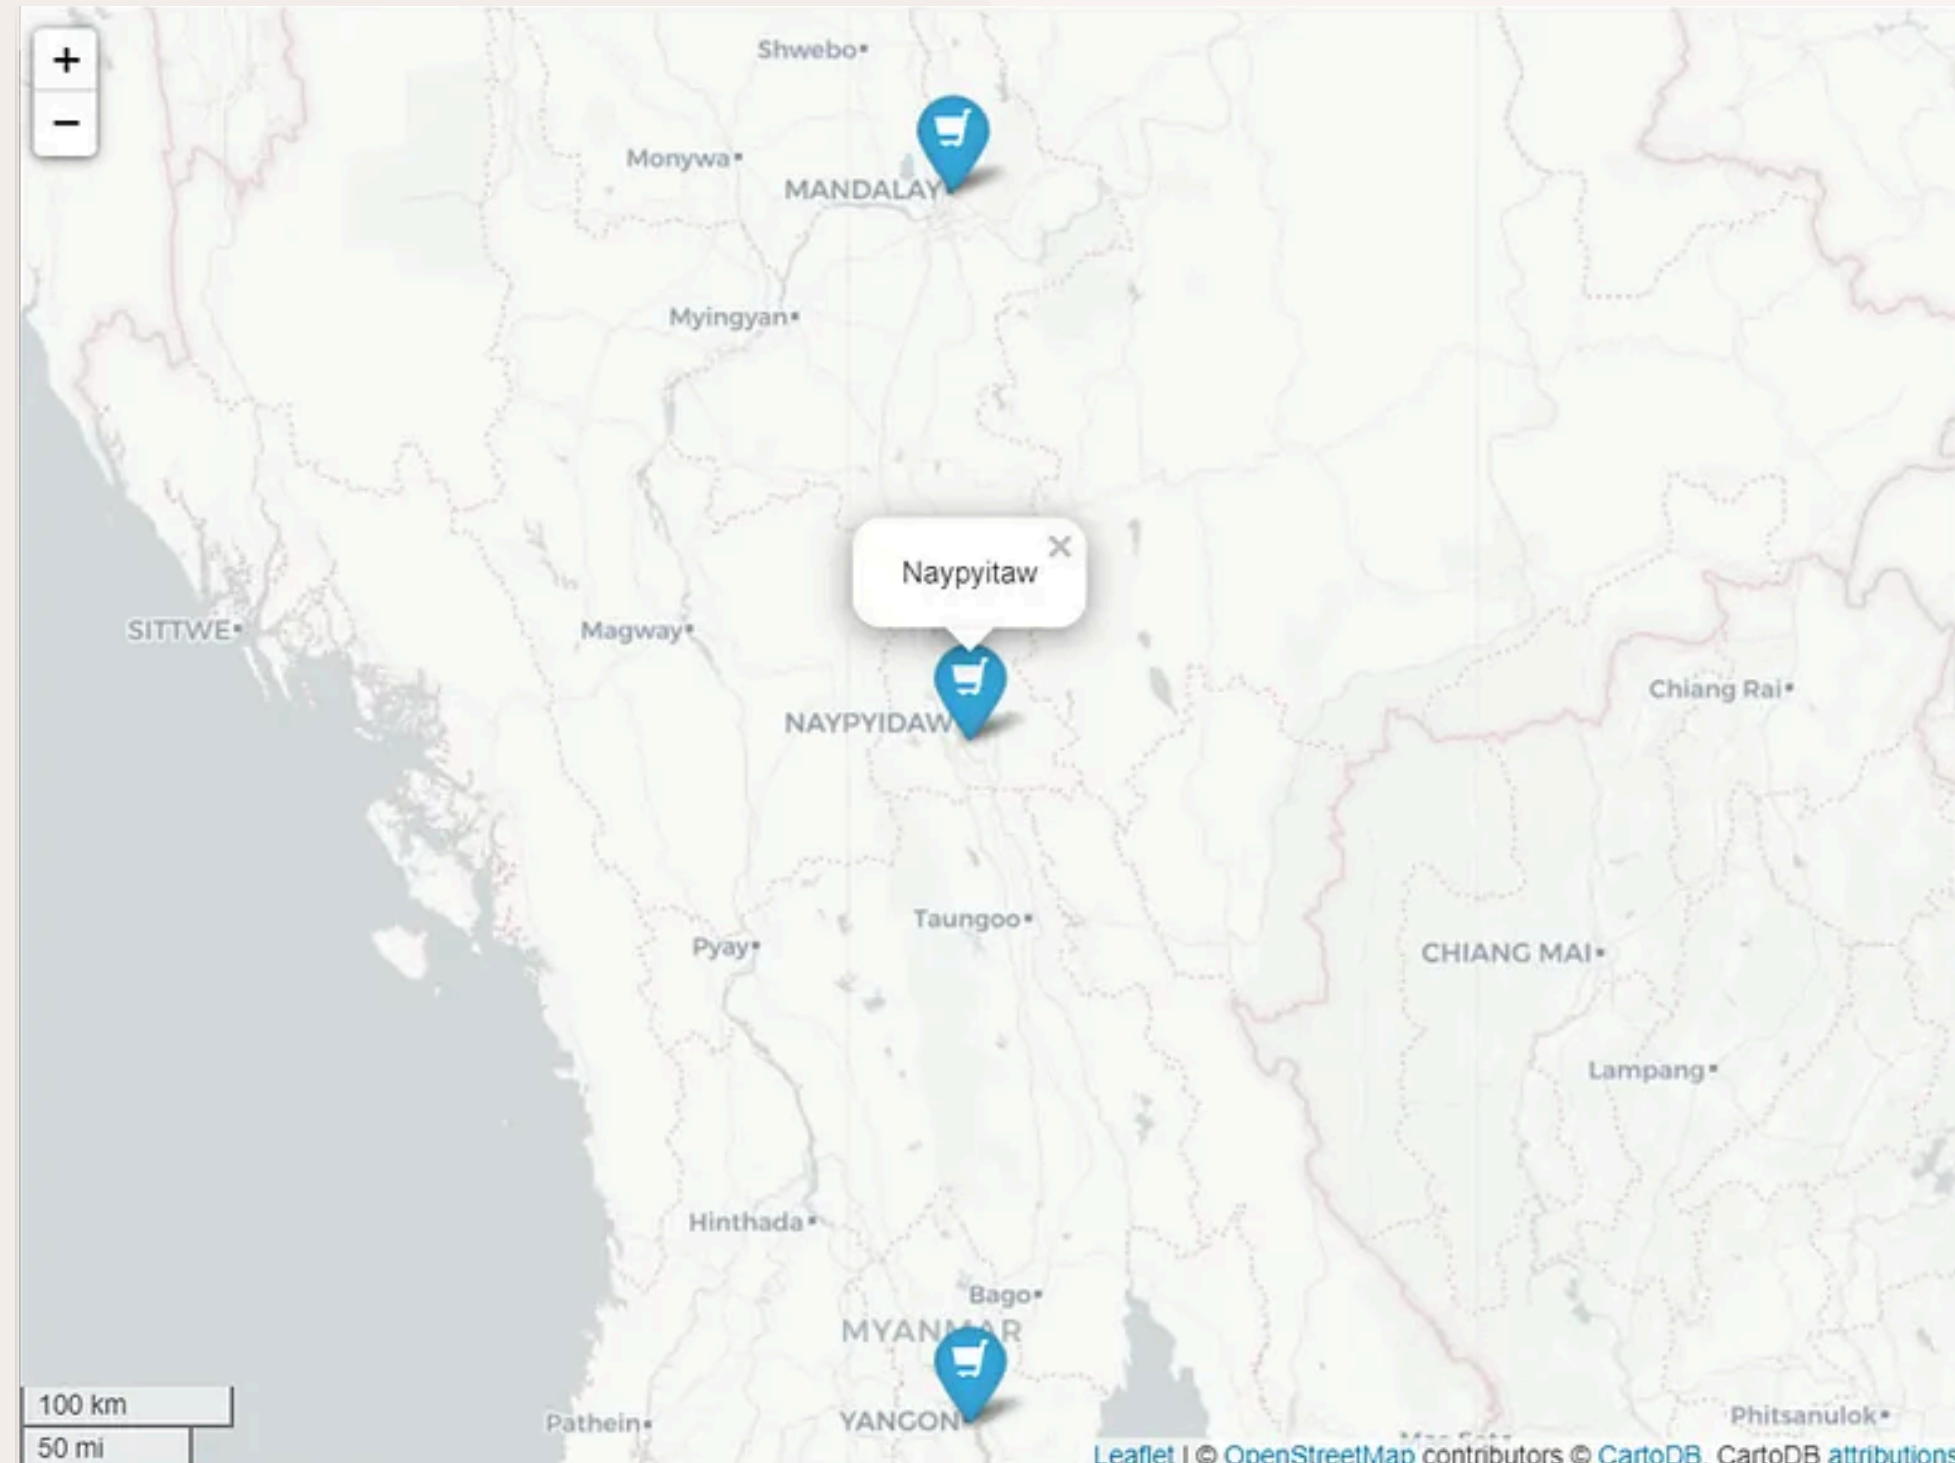 +
Shwebo
−
Monywa
MANDALAY
Myingyan
Naypyitaw ×
SITTWE
Magway
Chiang Rai
NAYPYIDAW
Taungoo
Pyay
CHIANG MAI
Lampang
Hinthada
Bago
MYANMAR
100 km
Pathein
YANGON
Phitsanulok
50 mi
Leaflet | © OpenStreetMap contributors © CartoDB, CartoDB attributions